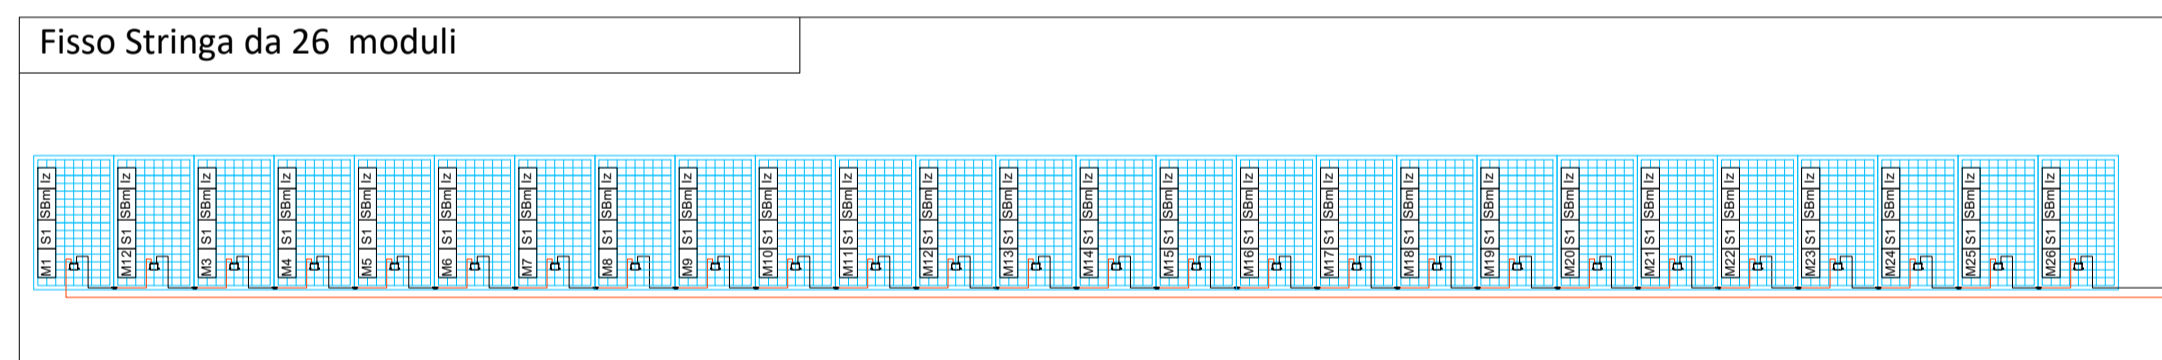 Fisso Stringa da 26 moduli
M1 S1 SBm Iz
M12 S1 SBm Iz
M3 S1 SBm Iz
M4 S1 SBm Iz
M5 S1 SBm Iz
M6 S1 SBm Iz
M7 S1 SBm Iz
M8 S1 SBm Iz
M9 S1 SBm Iz
M10 S1 SBm Iz
M11 S1 SBm Iz
M12 S1 SBm Iz
M13 S1 SBm Iz
M14 S1 SBm Iz
M15 S1 SBm Iz
M16 S1 SBm Iz
M17 S1 SBm Iz
M18 S1 SBm Iz
M19 S1 SBm Iz
M20 S1 SBm Iz
M21 S1 SBm Iz
M22 S1 SBm Iz
M23 S1 SBm Iz
M24 S1 SBm Iz
M25 S1 SBm Iz
M26 S1 SBm Iz